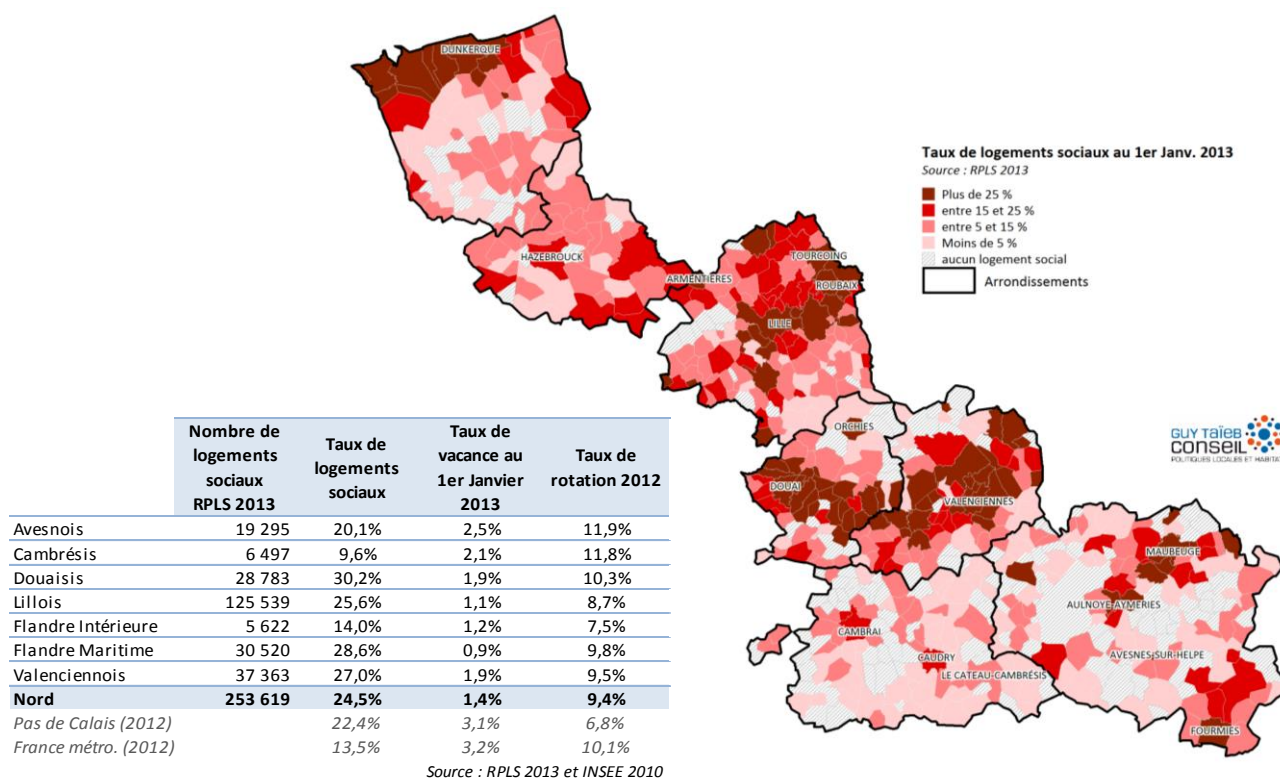 DUNKERQUE
HAZEBROUCK
ARMENTIÈRES
TOURCOING
ROUBAIX
LILLE
ORCHIES
DOUAI
VALENCIENNES
MAUBEUGE
AULNOYE AYMERIES
AVESNES SUR-HELPE
CAMBRAI
CAUDRY
LE CATEAU-CAMBRÉSIS
FOURMIES
Taux de logements sociaux au 1er Janv. 2013
Source : RPLS 2013
Plus de 25 %
entre 15 et 25 %
entre 5 et 15 %
Moins de 5 %
aucun logement social
Arrondissements
GUY TAÏEB
CONSEIL
POLITIQUES LOCALES ET HABITAT
Nombre de logements sociaux RPLS 2013 Taux de logements sociaux Taux de vacance au 1er Janvier 2013 Taux de rotation 2012
Avesnois 19 295 20,1% 2,5% 11,9%
Cambrésis 6 497 9,6% 2,1% 11,8%
Douaisis 28 783 30,2% 1,9% 10,3%
Lillois 125 539 25,6% 1,1% 8,7%
Flandre Intérieure 5 622 14,0% 1,2% 7,5%
Flandre Maritime 30 520 28,6% 0,9% 9,8%
Valenciennois 37 363 27,0% 1,9% 9,5%
Nord 253 619 24,5% 1,4% 9,4%
Pas de Calais (2012) 22,4% 3,1% 6,8%
France métro. (2012) 13,5% 3,2% 10,1%
Source : RPLS 2013 et INSEE 2010